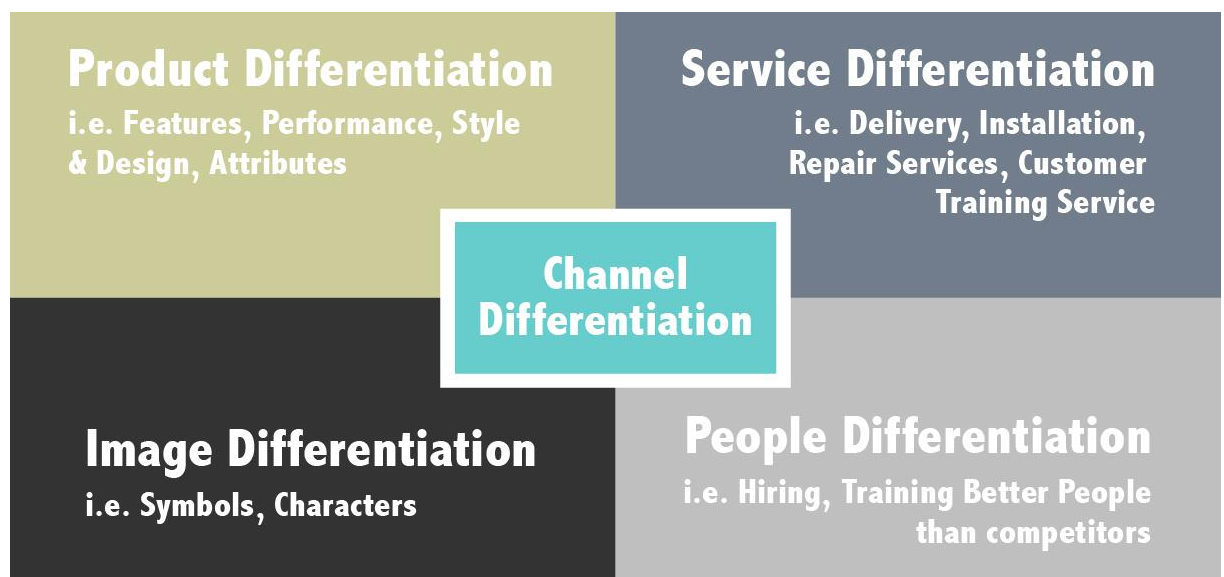 Product Differentiation
i.e. Features, Performance, Style
& Design, Attributes
Service Differentiation
i.e. Delivery, Installation,
Repair Services, Customer
Training Service
Channel
Differentiation
Image Differentiation
i.e. Symbols, Characters
People Differentiation
i.e. Hiring, Training Better People
than competitors